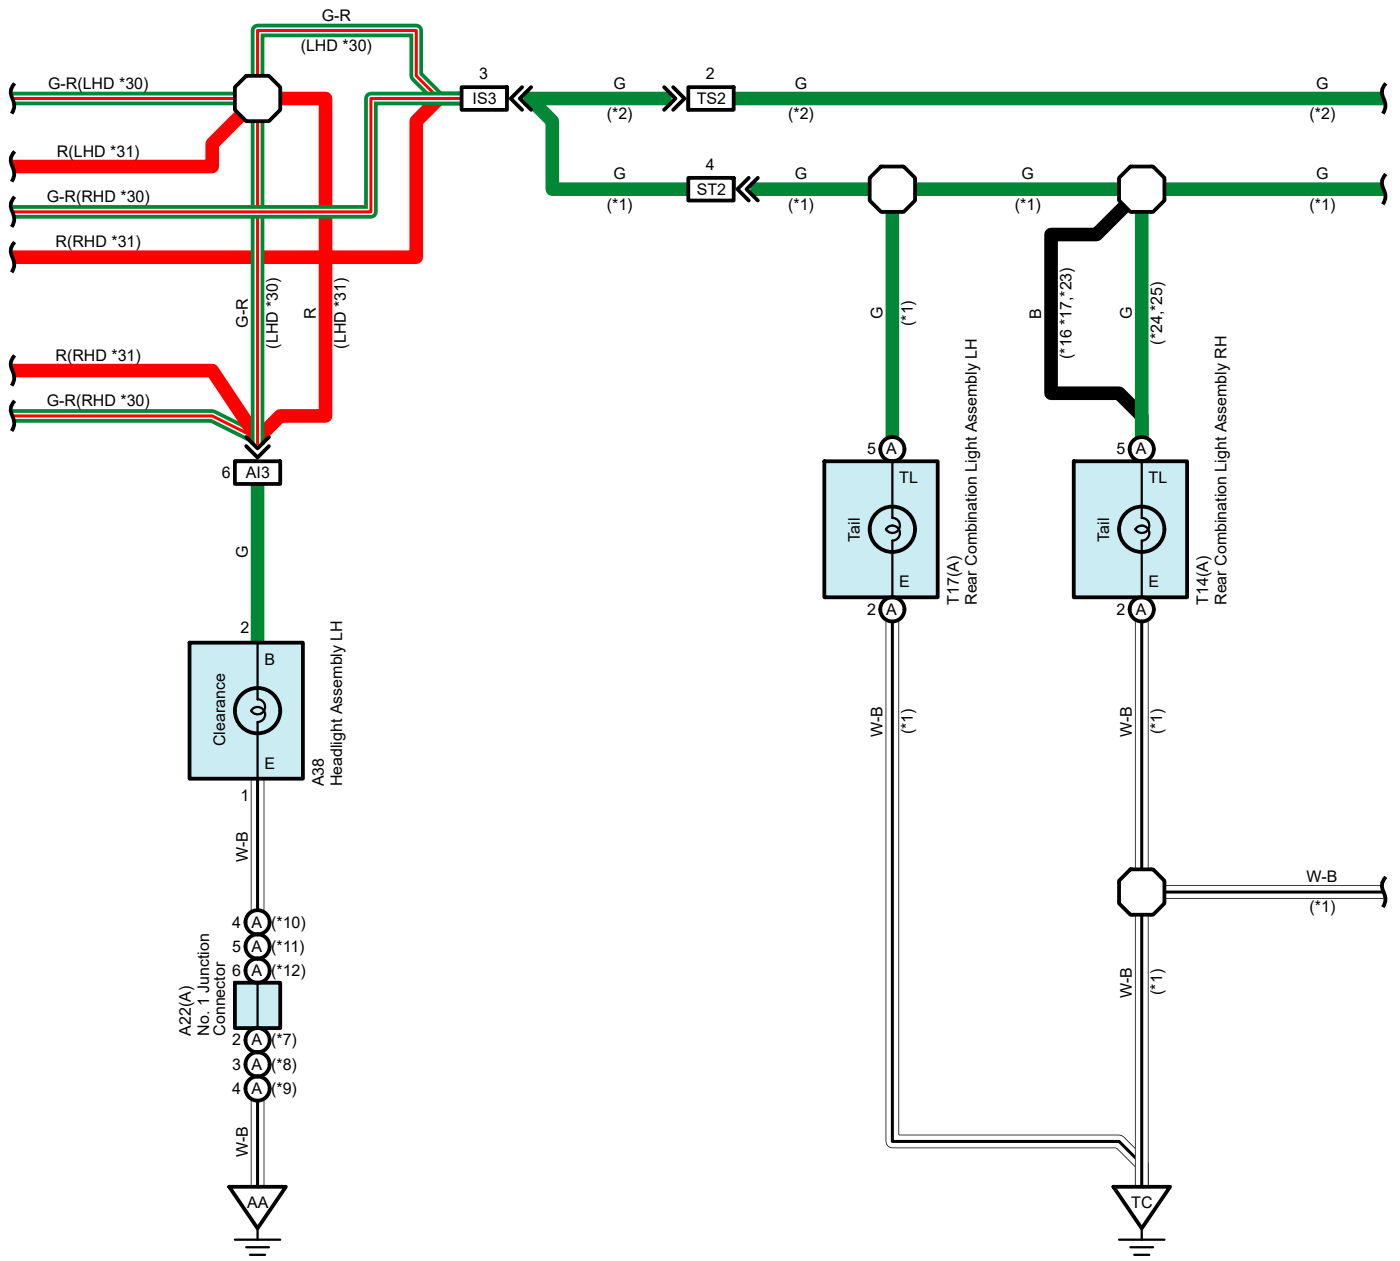 G-R
(LHD *30)
G-R(LHD *30)
3
IS3
G
(*2)
2
TS2
G
(*2)
G
(*2)
R(LHD *31)
G
(*1)
4
ST2
G
(*1)
G
(*1)
G
(*1)
G-R(RHD *30)
R(RHD *31)
G-R
(LHD *30)
R
(LHD *31)
G
(*1)
B
(*16 *17,*23)
G
(*24,*25)
R(RHD *31)
G-R(RHD *30)
6
AI3
G
5
A
TL
Tail
E
2
A
T17(A)
Rear Combination Light Assembly LH
5
A
TL
Tail
E
2
A
T14(A)
Rear Combination Light Assembly RH
2
B
Clearance
E
1
A38
Headlight Assembly LH
W-B
(*1)
W-B
(*1)
W-B
4
A
(*10)
5
A
(*11)
6
A
(*12)
A22(A)
No. 1 Junction
Connector
2
A
(*7)
3
A
(*8)
4
A
(*9)
W-B
(*1)
W-B
(*1)
W-B
AA
TC